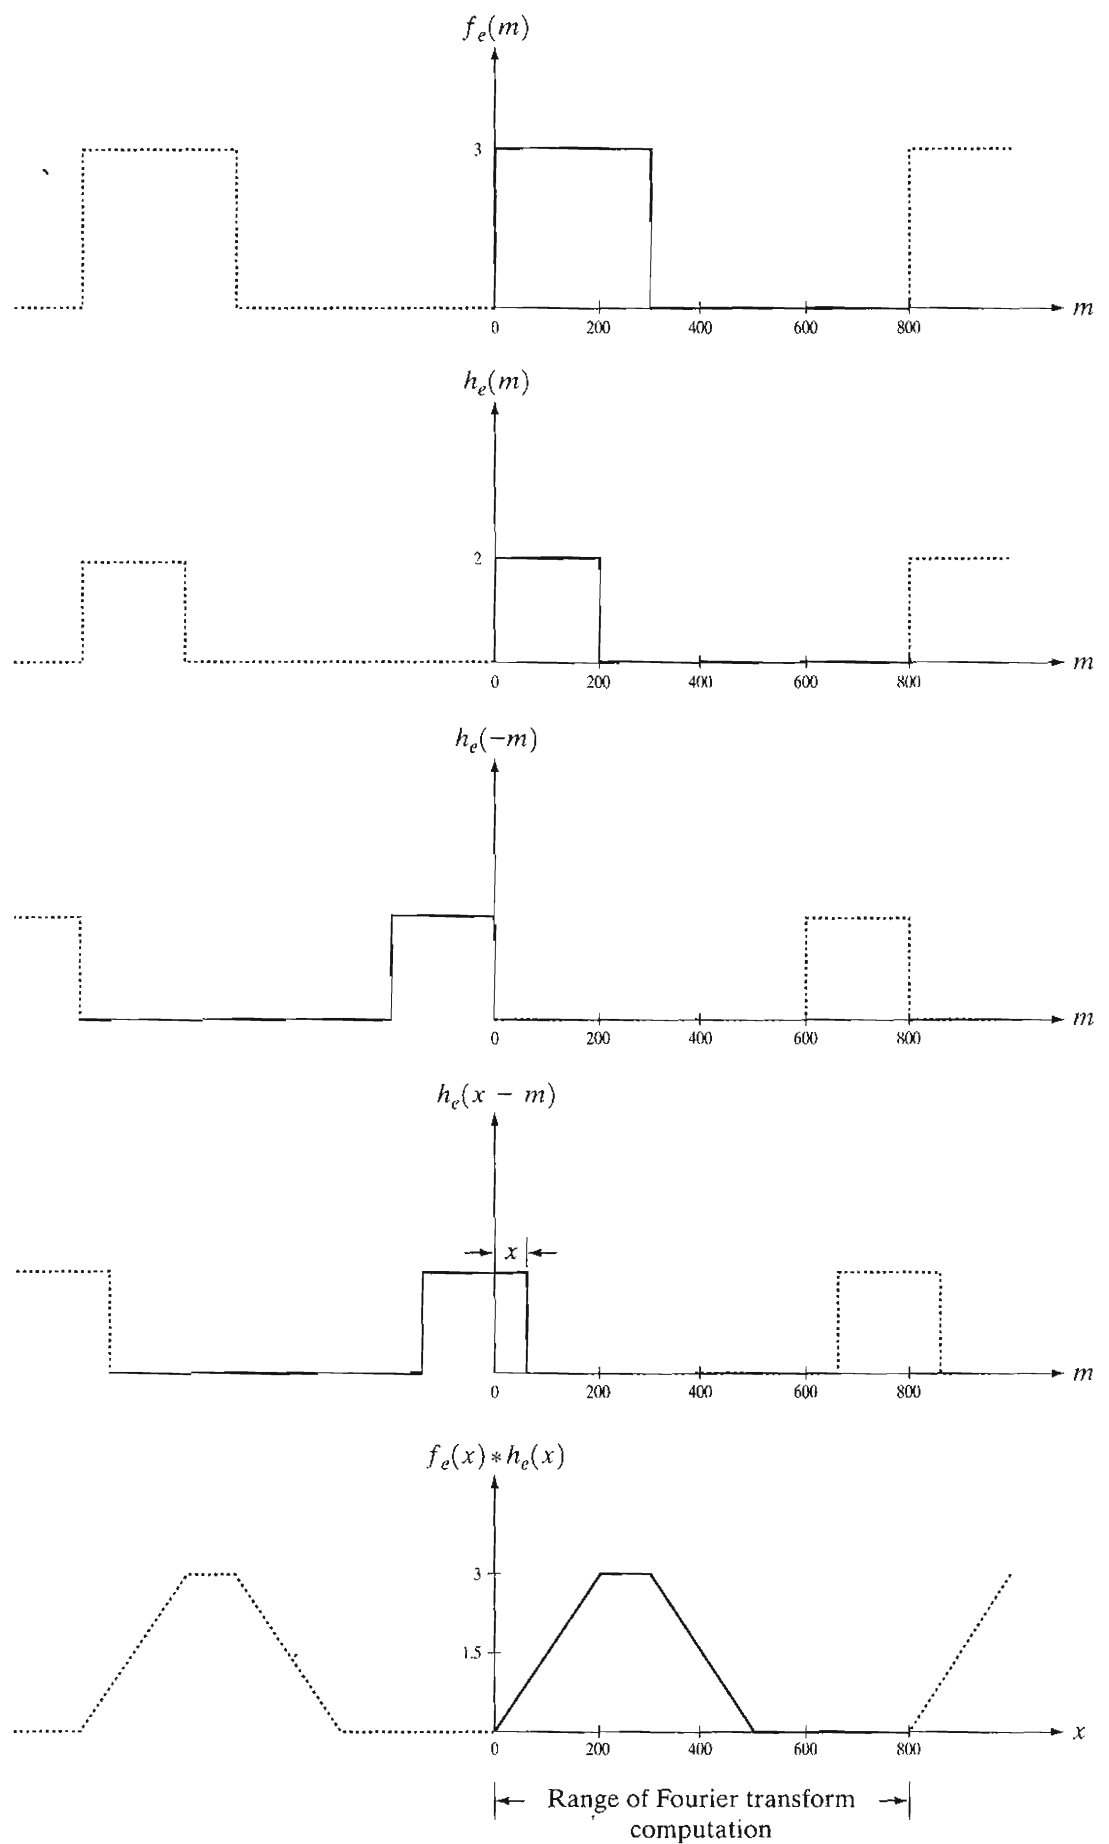 f_e(m)
3
0 200 400 600 800 m
h_e(m)
2
0 200 400 600 800 m
h_e(−m)
0 200 400 600 800 m
h_e(x − m)
x
0 200 400 600 800 m
f_e(x) * h_e(x)
3
1.5
0 200 400 600 800 x
Range of Fourier transform
computation